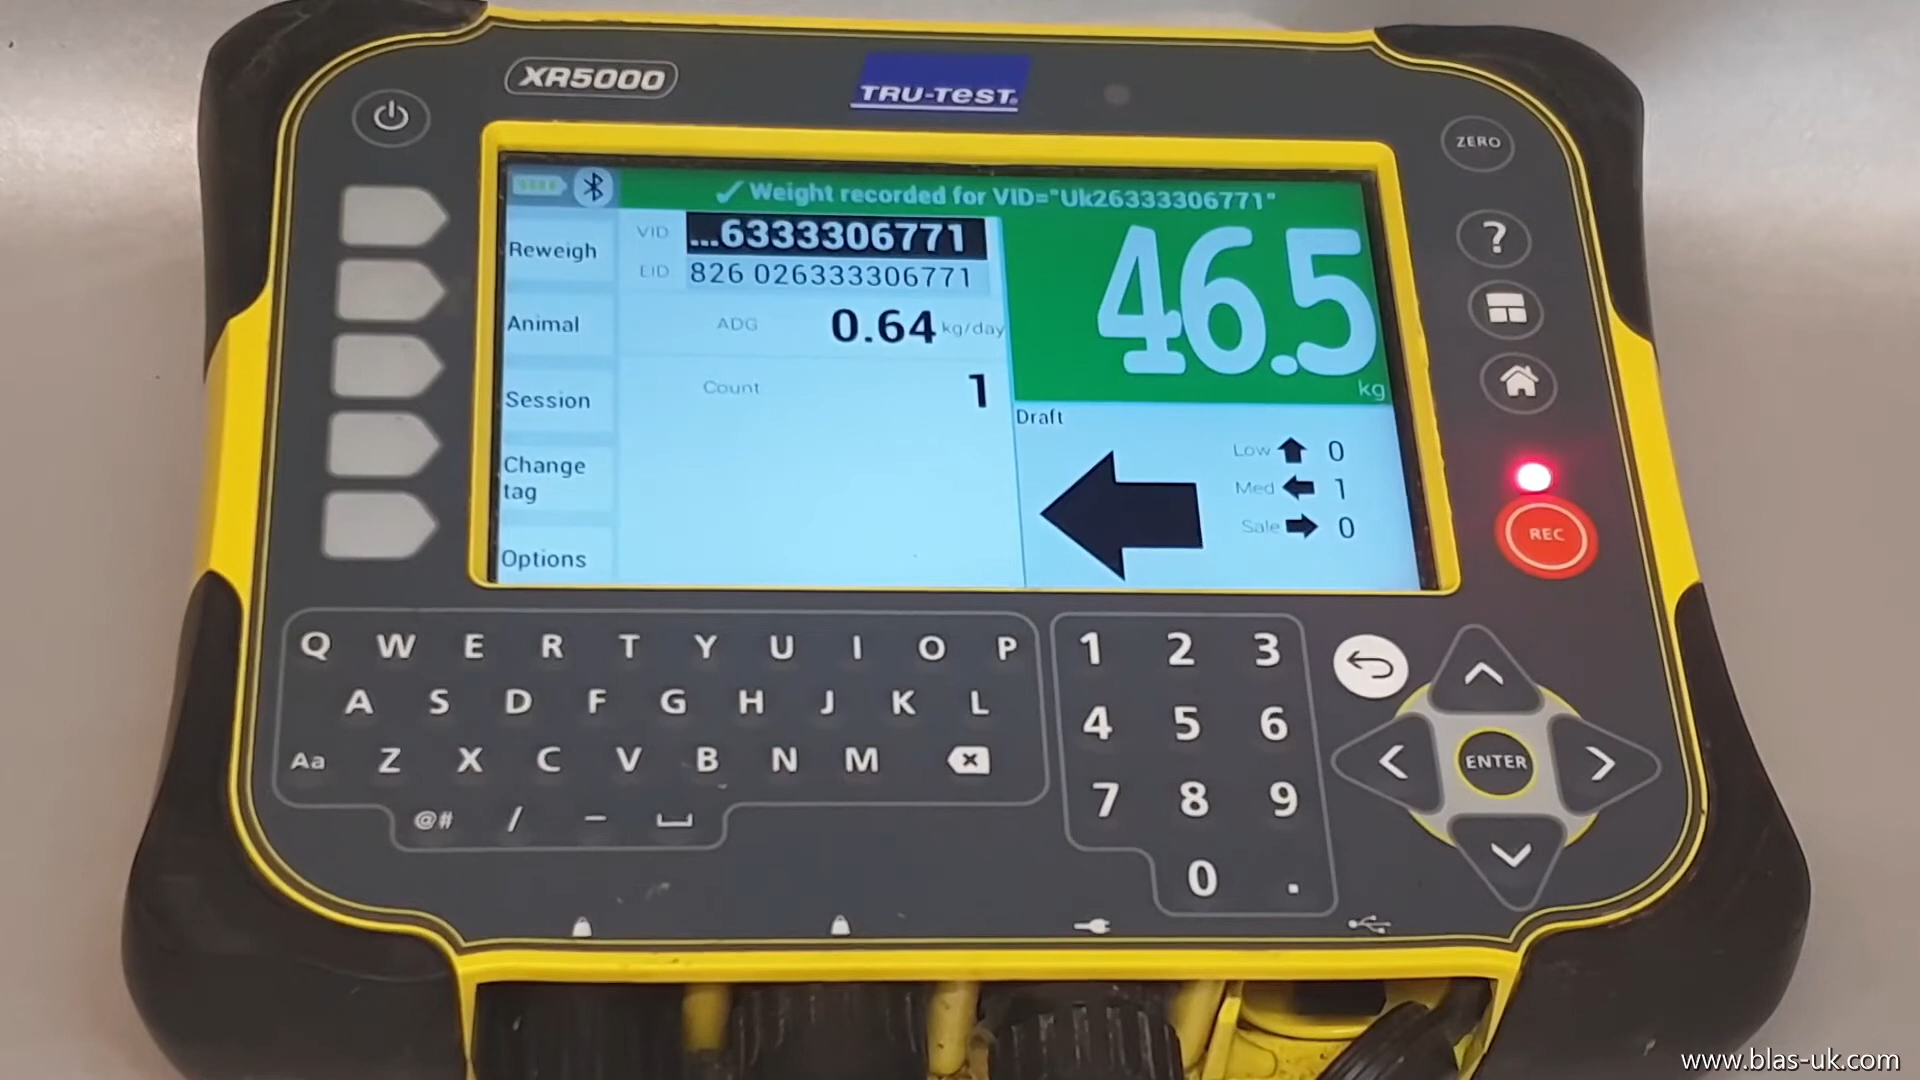 XR5000
TRU-TEST®
ZERO
✓ Weight recorded for VID="Uk26333306771"
Reweigh
VID ...6333306771
EID 826 026333306771
46.5 kg
Animal
ADG 0.64 kg/day
Session
Count 1
Draft
Low 0
Med 1
Sale 0
Change
tag
Options
?
REC
Q W E R T Y U I O P
A S D F G H J K L
Aa Z X C V B N M
@# / –
1 2 3
4 5 6
7 8 9
0 .
ENTER
www.blas-uk.com